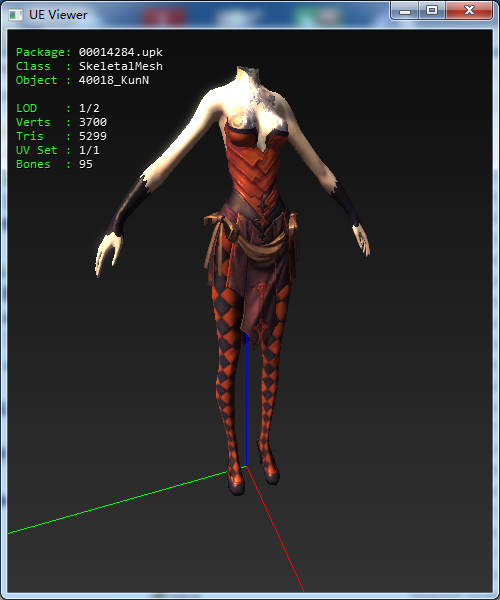 UE Viewer
Package: 00014284.upk
Class : SkeletalMesh
Object : 40018_KunN
LOD : 1/2
Verts : 3700
Tris : 5299
UV Set : 1/1
Bones : 95